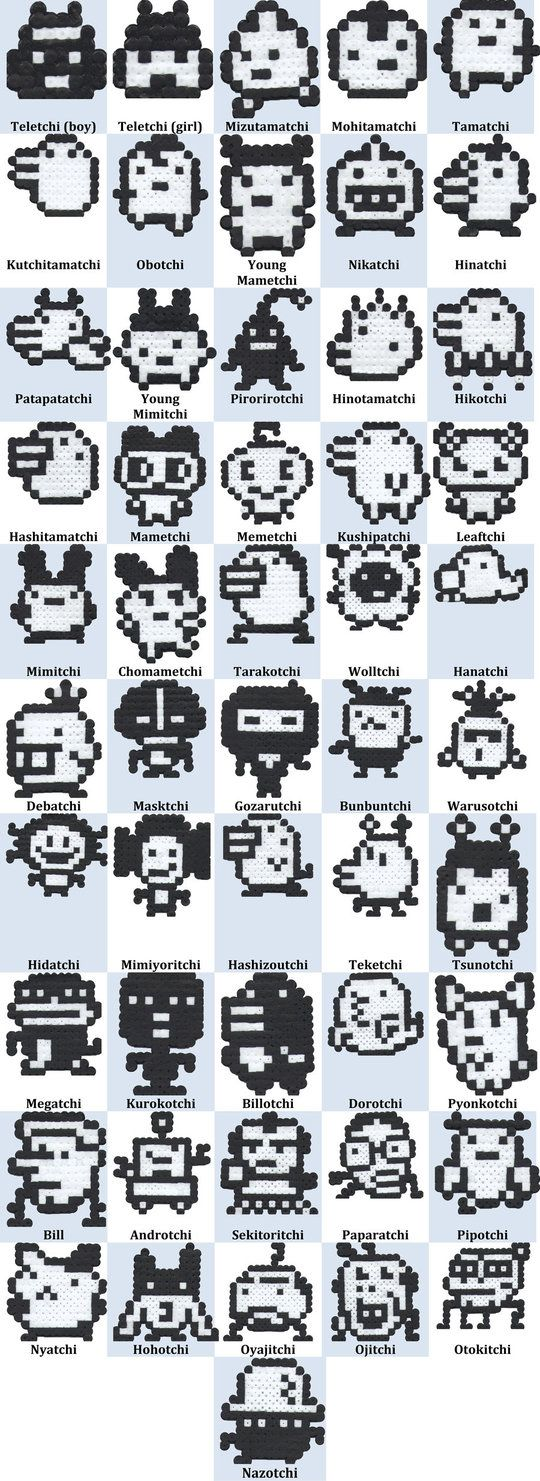 Teletchi (boy) Teletchi (girl) Mizutamatchi Mohitamatchi Tamatchi
Kutchitamatchi Obotchi Young Mametchi Nikatchi Hinatchi
Patapatatchi Young Mimitchi Pirorirotchi Hinotamatchi Hikotchi
Hashitamatchi Mametchi Memetchi Kushipatchi Leaftchi
Mimitchi Chomametchi Tarakotchi Wolltchi Hanatchi
Debatchi Masktchi Gozarutchi Bunbuntchi Warusotchi
Hidatchi Mimiyoritchi Hashizoutchi Teketchi Tsunotchi
Megatchi Kurokotchi Billotchi Dorotchi Pyonkotchi
Bill Androtchi Sekitoritchi Paparatchi Pipotchi
Nyatchi Hohotchi Oyajitchi Ojitchi Otokitchi
Nazotchi